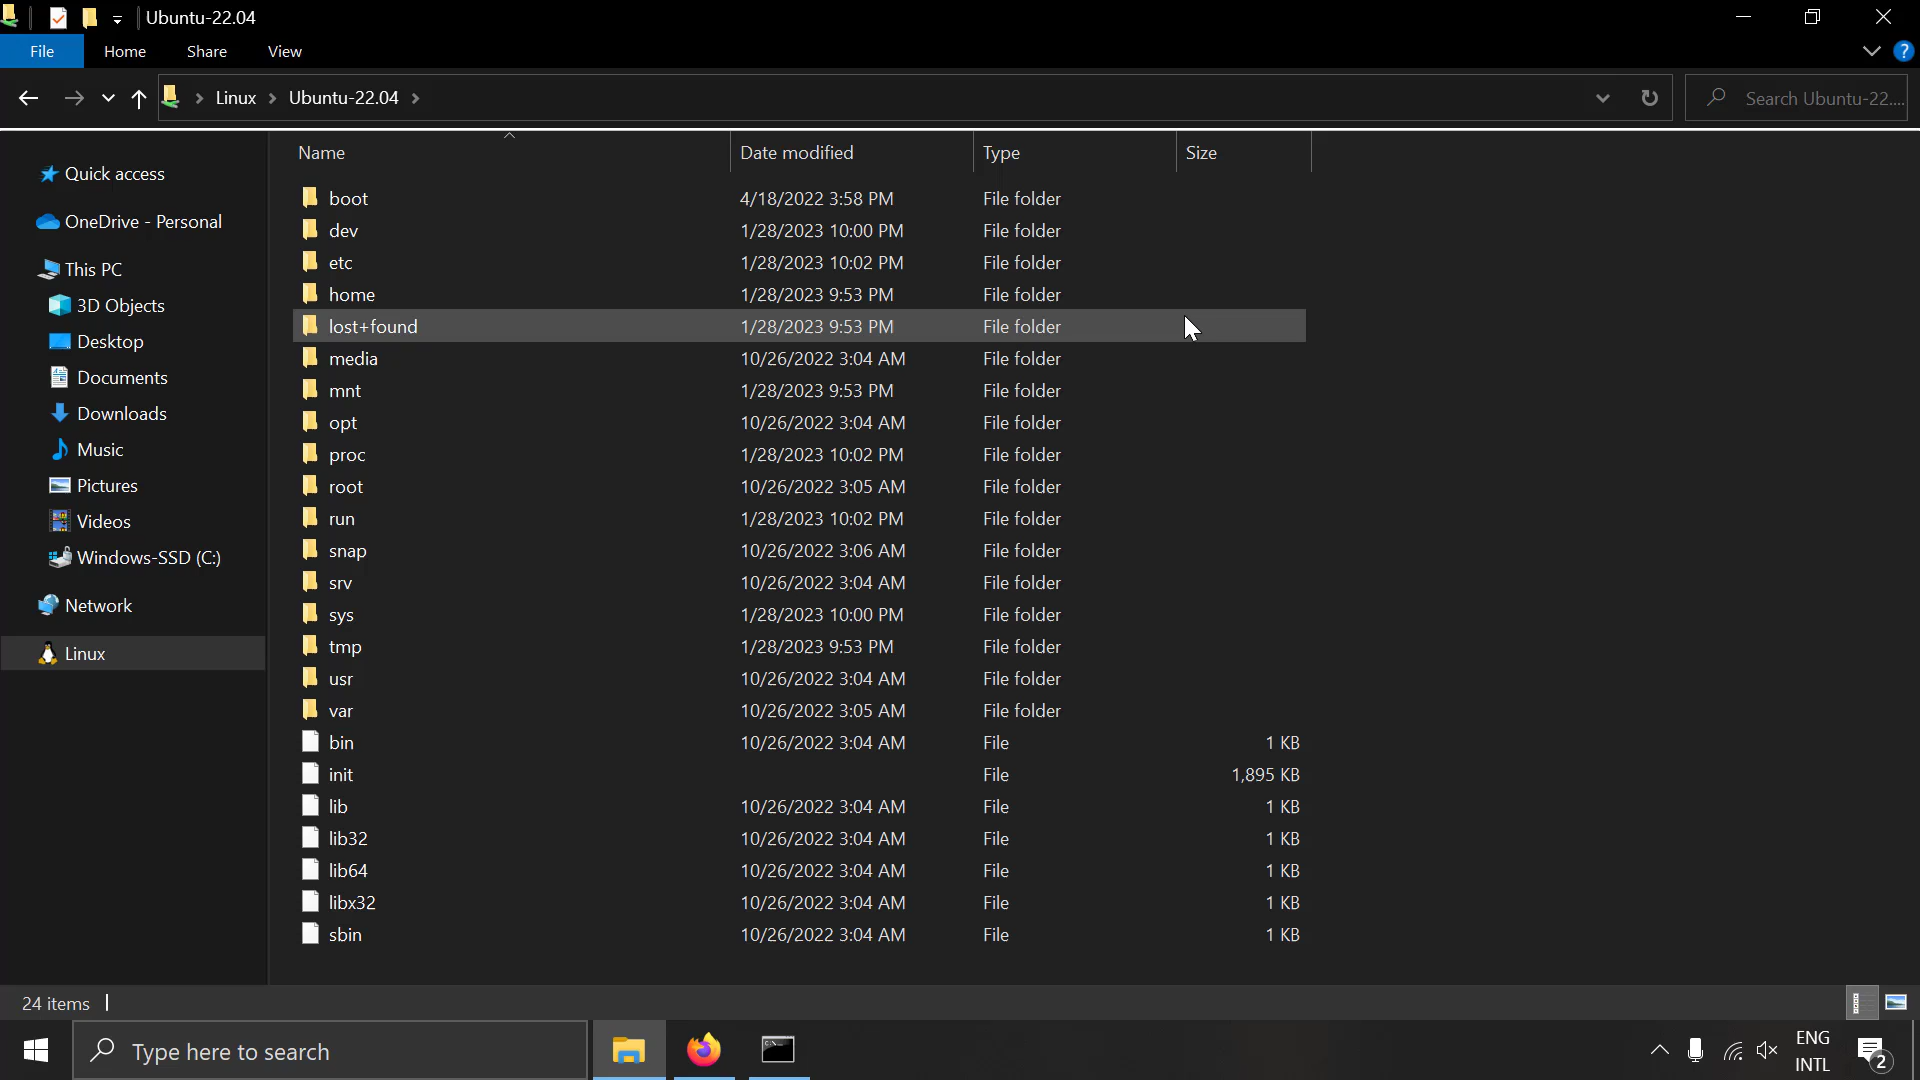 Ubuntu-22.04
File Home Share View
Linux Ubuntu-22.04 Search Ubuntu-22....
Name Date modified Type Size
Quick access
OneDrive - Personal
This PC
3D Objects
Desktop
Documents
Downloads
Music
Pictures
Videos
Windows-SSD (C:)
Network
Linux
boot 4/18/2022 3:58 PM File folder
dev 1/28/2023 10:00 PM File folder
etc 1/28/2023 10:02 PM File folder
home 1/28/2023 9:53 PM File folder
lost+found 1/28/2023 9:53 PM File folder
media 10/26/2022 3:04 AM File folder
mnt 1/28/2023 9:53 PM File folder
opt 10/26/2022 3:04 AM File folder
proc 1/28/2023 10:02 PM File folder
root 10/26/2022 3:05 AM File folder
run 1/28/2023 10:02 PM File folder
snap 10/26/2022 3:06 AM File folder
srv 10/26/2022 3:04 AM File folder
sys 1/28/2023 10:00 PM File folder
tmp 1/28/2023 9:53 PM File folder
usr 10/26/2022 3:04 AM File folder
var 10/26/2022 3:05 AM File folder
bin 10/26/2022 3:04 AM File 1 KB
init File 1,895 KB
lib 10/26/2022 3:04 AM File 1 KB
lib32 10/26/2022 3:04 AM File 1 KB
lib64 10/26/2022 3:04 AM File 1 KB
libx32 10/26/2022 3:04 AM File 1 KB
sbin 10/26/2022 3:04 AM File 1 KB
24 items
Type here to search
ENG
INTL
2